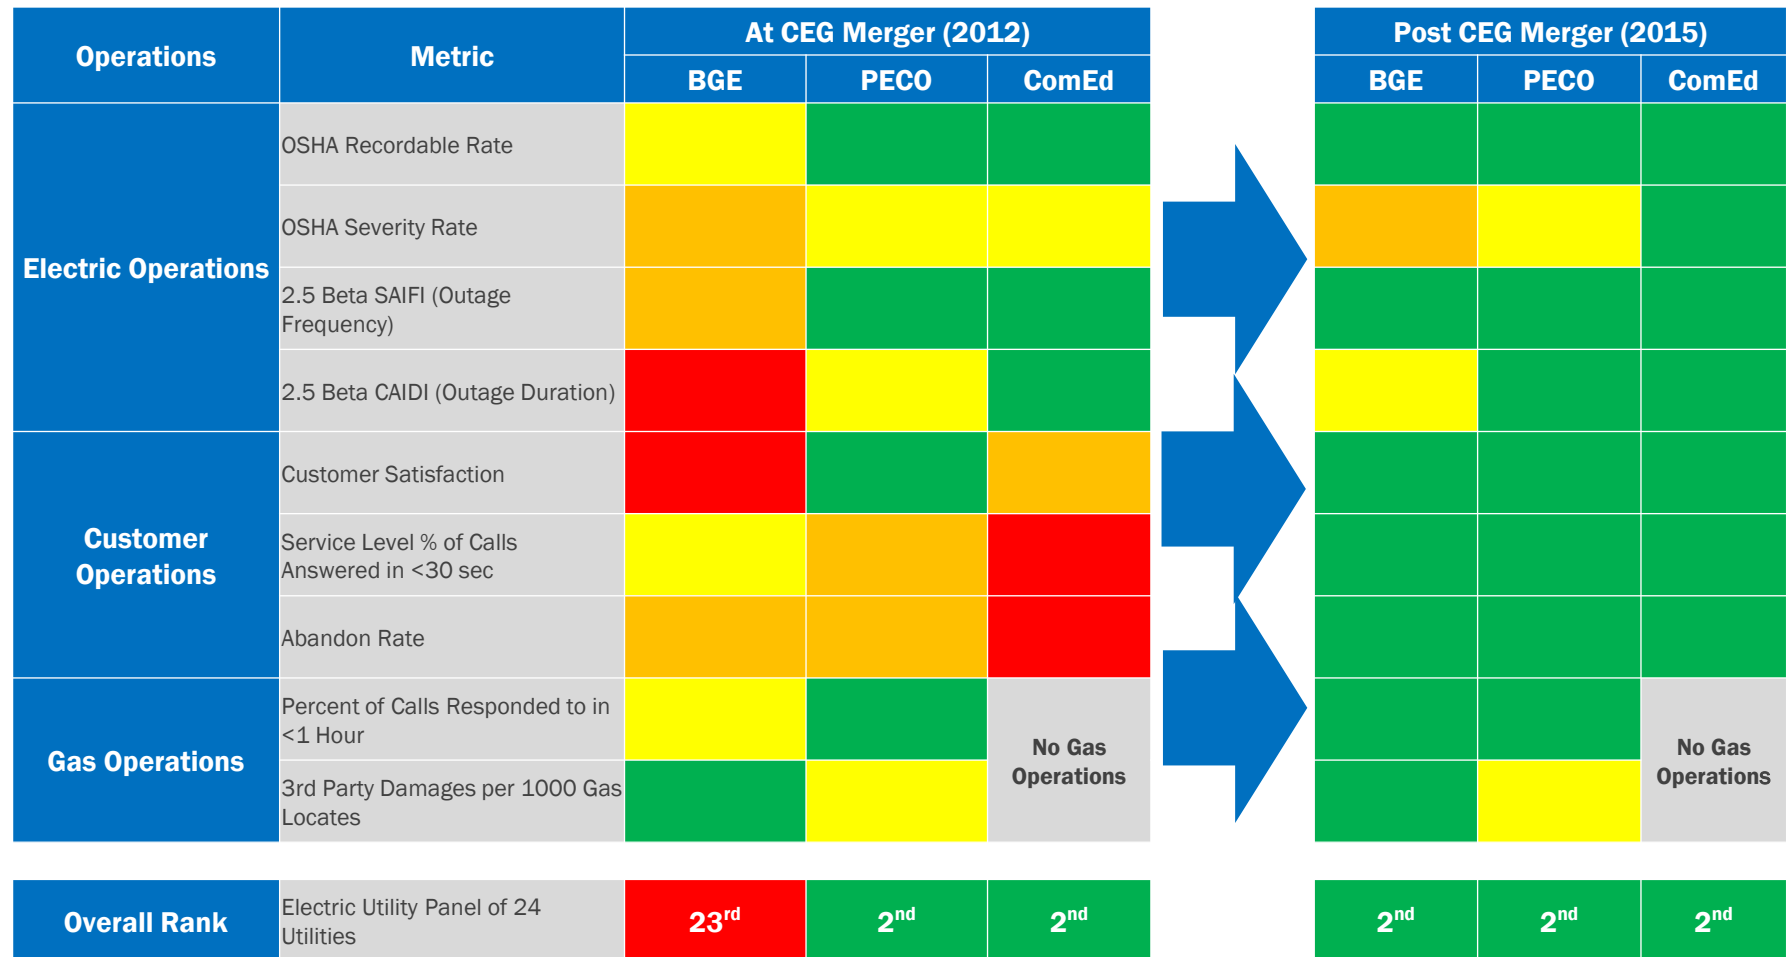 Operations
Metric
At CEG Merger (2012)
Post CEG Merger (2015)
BGE
PECO
ComEd
BGE
PECO
ComEd
Electric Operations
OSHA Recordable Rate
OSHA Severity Rate
2.5 Beta SAIFI (Outage
Frequency)
2.5 Beta CAIDI (Outage Duration)
Customer
Operations
Customer Satisfaction
Service Level % of Calls
Answered in <30 sec
Abandon Rate
Gas Operations
Percent of Calls Responded to in
<1 Hour
3rd Party Damages per 1000 Gas
Locates
No Gas
Operations
No Gas
Operations
Overall Rank
Electric Utility Panel of 24
Utilities
23rd
2nd
2nd
2nd
2nd
2nd